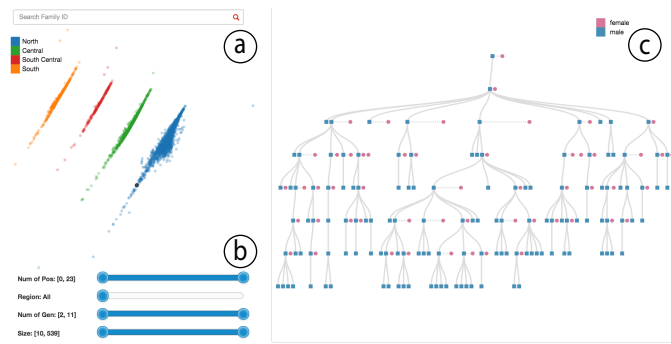 Search Family ID
a
North
Central
South Central
South
b
Num of Pos: [0, 23]
Region: All
Num of Gen: [2, 11]
Size: [10, 539]
female
male
c